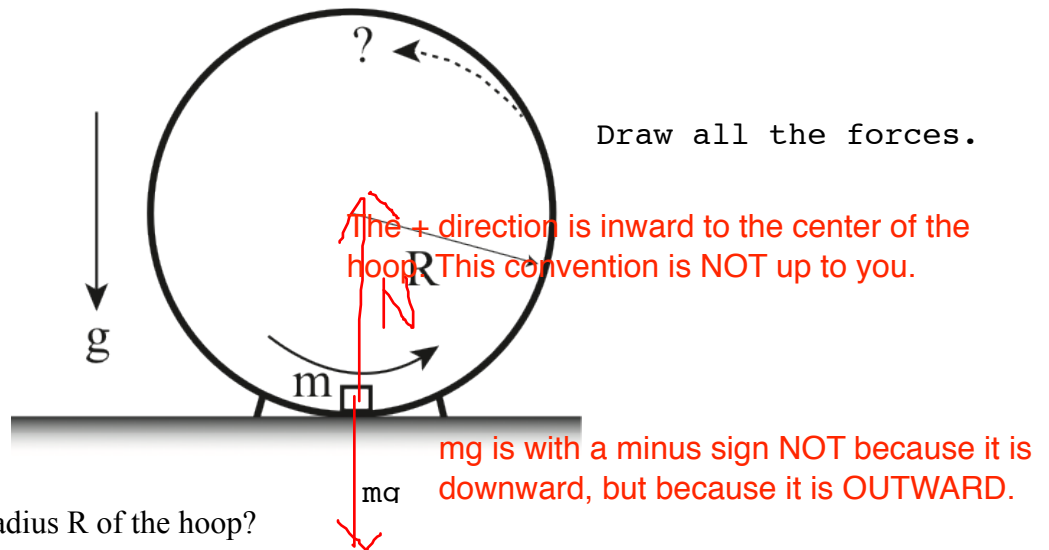 ?
Draw all the forces.
The + direction is inward to the center of the
hoop. This convention is NOT up to you.
R
N
g
m
mg is with a minus sign NOT because it is
downward, but because it is OUTWARD.
mg
adius R of the hoop?